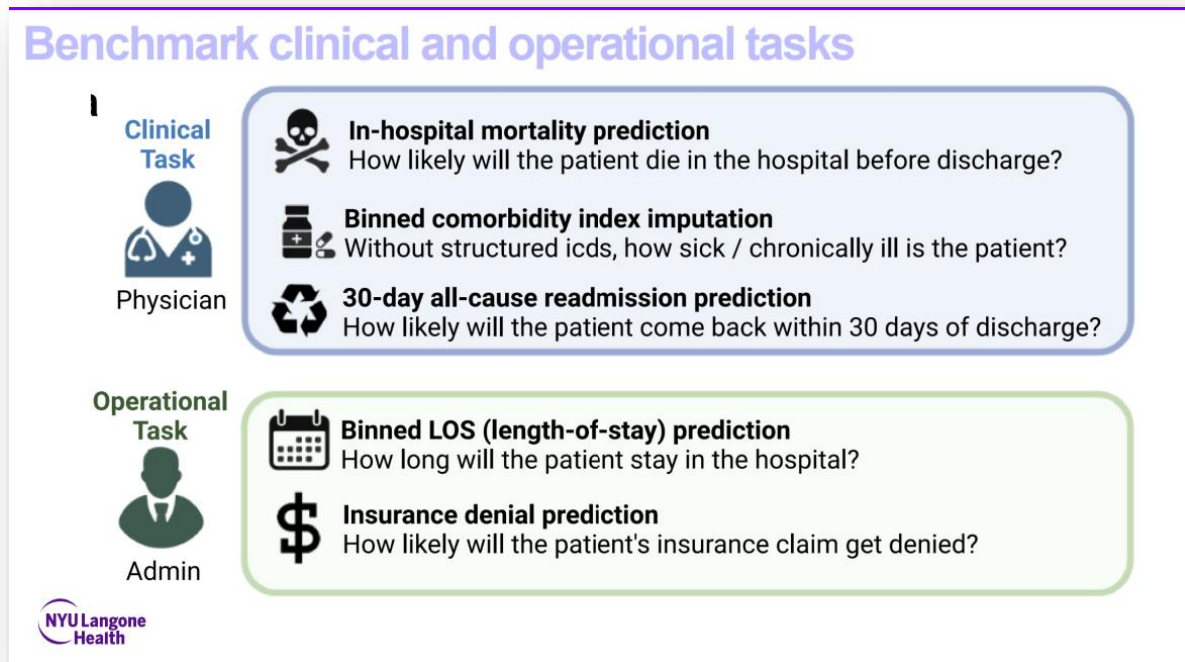 Benchmark clinical and operational tasks
Clinical
Task
Physician
In-hospital mortality prediction
How likely will the patient die in the hospital before discharge?
Binned comorbidity index imputation
Without structured icds, how sick / chronically ill is the patient?
30-day all-cause readmission prediction
How likely will the patient come back within 30 days of discharge?
Operational
Task
Admin
Binned LOS (length-of-stay) prediction
How long will the patient stay in the hospital?
$ Insurance denial prediction
How likely will the patient's insurance claim get denied?
NYU Langone
Health